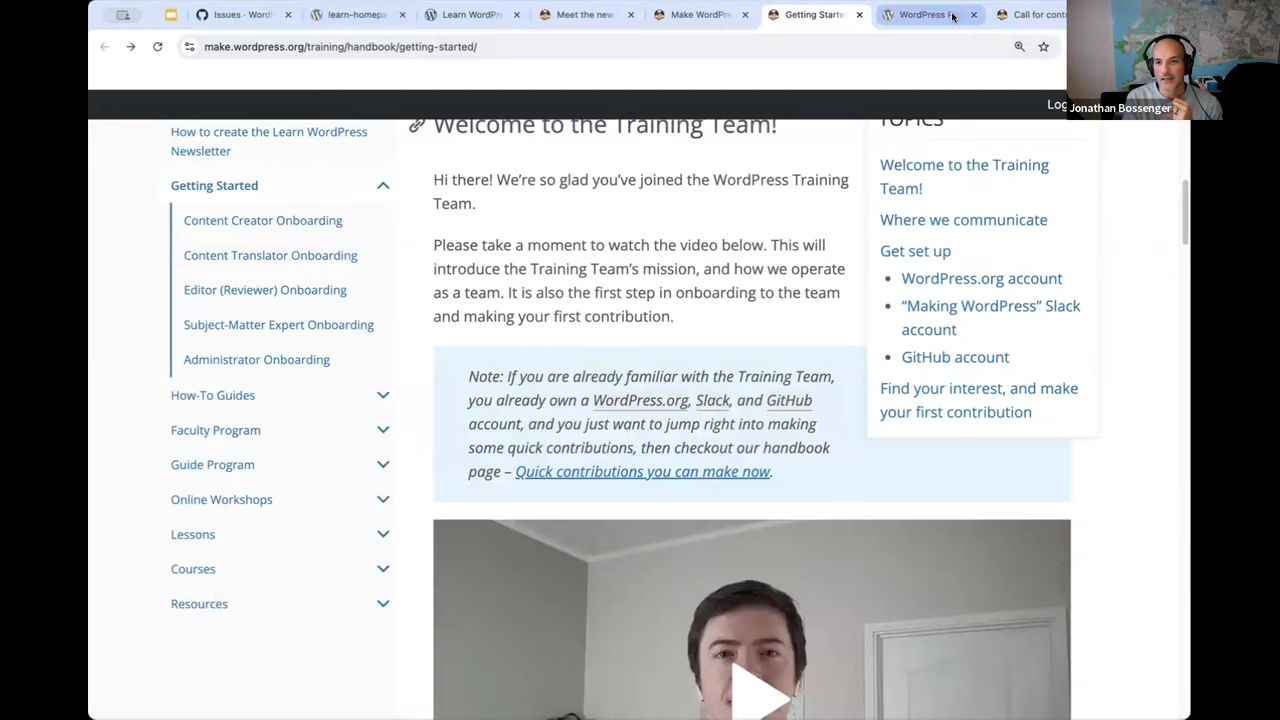 Issues - Word
learn-homepa
Learn WordPr
Meet the new
Make WordPre
Getting Starte
WordPress
Call for cont
make.wordpress.org/training/handbook/getting-started/
Log
Jonathan Bossenger
How to create the Learn WordPress
Newsletter
Getting Started
Content Creator Onboarding
Content Translator Onboarding
Editor (Reviewer) Onboarding
Subject-Matter Expert Onboarding
Administrator Onboarding
How-To Guides
Faculty Program
Guide Program
Online Workshops
Lessons
Courses
Resources
Welcome to the Training Team!
Hi there! We're so glad you've joined the WordPress Training
Team.
Please take a moment to watch the video below. This will
introduce the Training Team's mission, and how we operate
as a team. It is also the first step in onboarding to the team
and making your first contribution.
Note: If you are already familiar with the Training Team,
you already own a WordPress.org, Slack, and GitHub
account, and you just want to jump right into making
some quick contributions, then checkout our handbook
page – Quick contributions you can make now.
TOPICS
Welcome to the Training
Team!
Where we communicate
Get set up
WordPress.org account
“Making WordPress” Slack
account
GitHub account
Find your interest, and make
your first contribution